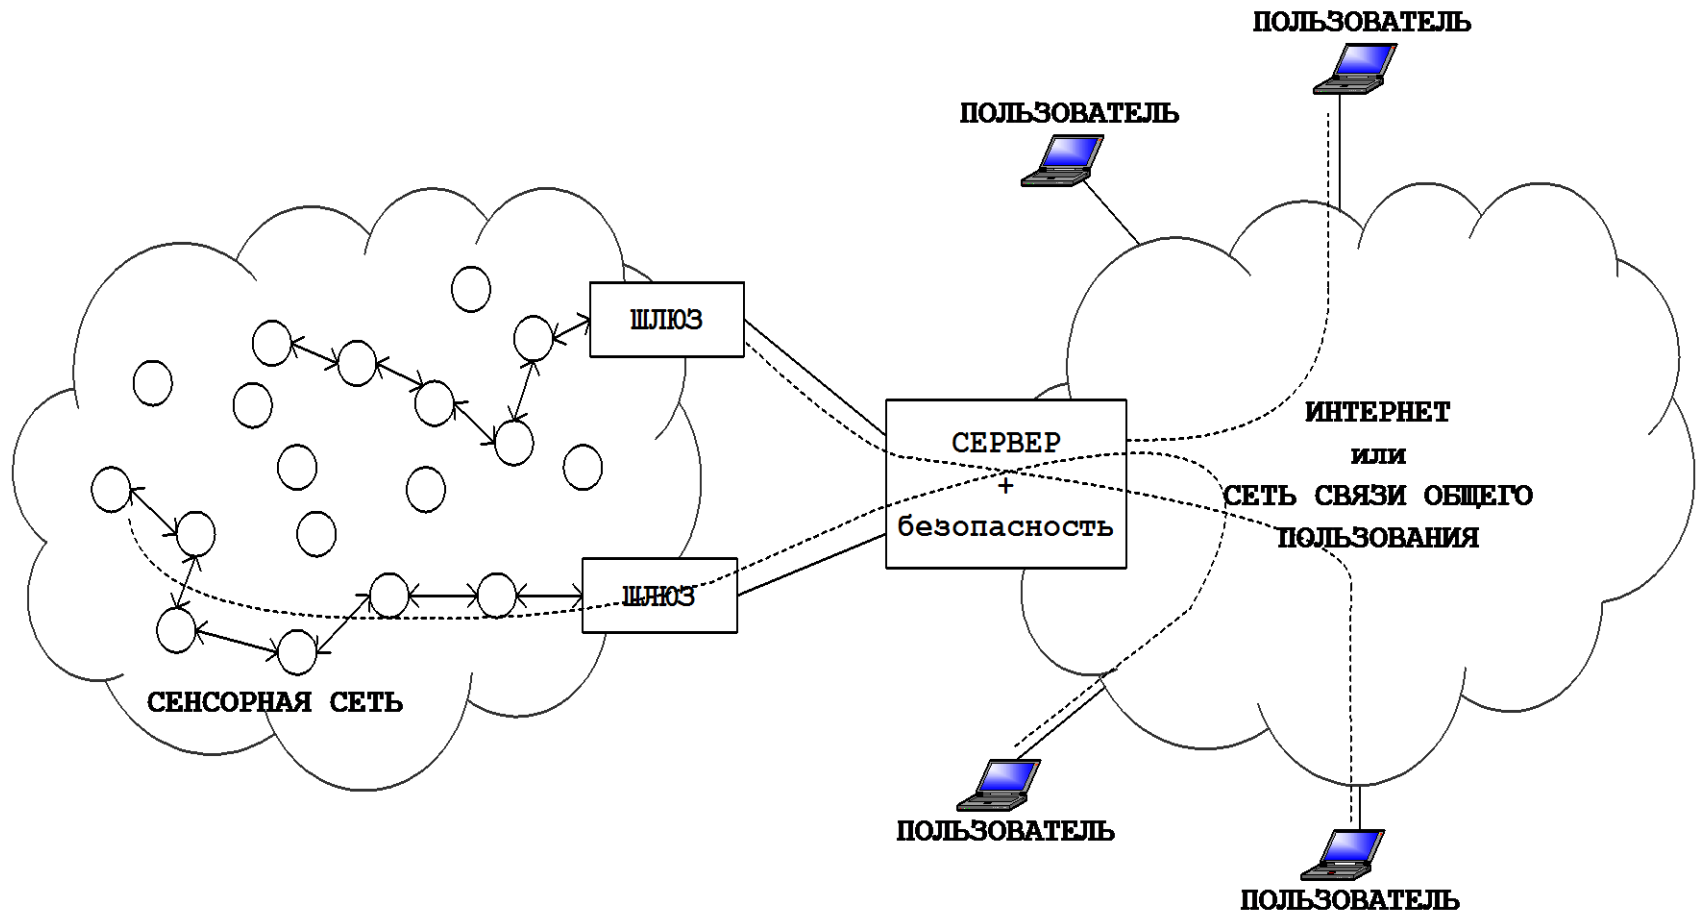 ПОЛЬЗОВАТЕЛЬ
ПОЛЬЗОВАТЕЛЬ
ШЛЮЗ
ИНТЕРНЕТ
или
СЕТЬ СВЯЗИ ОБЩЕГО
ПОЛЬЗОВАНИЯ
СЕРВЕР
+
безопасность
ШЛЮЗ
СЕНСОРНАЯ СЕТЬ
ПОЛЬЗОВАТЕЛЬ
ПОЛЬЗОВАТЕЛЬ